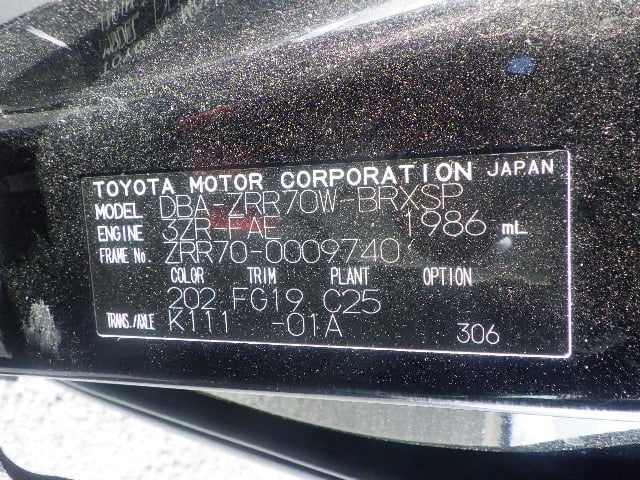 TOYOTA MOTOR CORPORATION JAPAN
MODEL DBA-ZRR70W-BRXSP
ENGINE 3ZR-FAE 1986 mL
FRAME No ZRR70-0009740
COLOR TRIM PLANT OPTION
202 FG19 C25
TRANS./AXLE K111 -01A 306